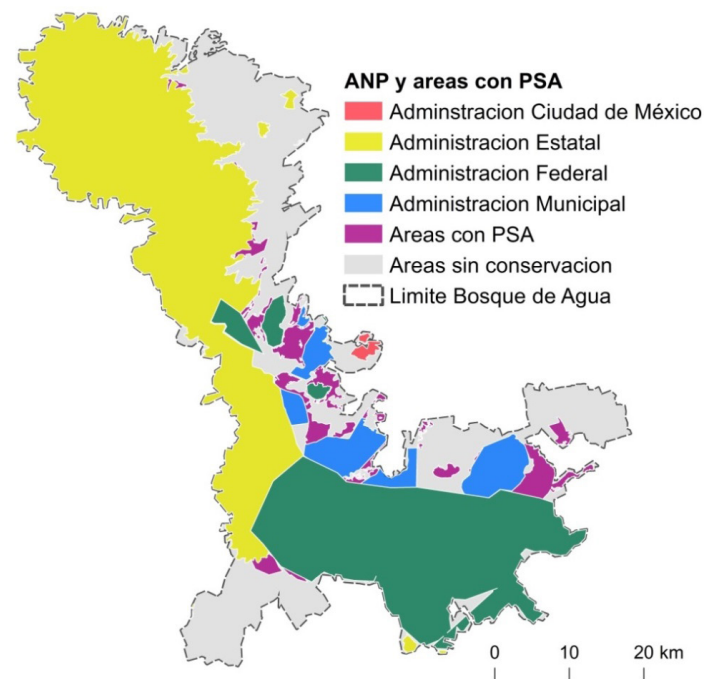 ANP y areas con PSA
Adminstracion Ciudad de México
Administracion Estatal
Administracion Federal
Administracion Municipal
Areas con PSA
Areas sin conservacion
Limite Bosque de Agua
0 10 20 km